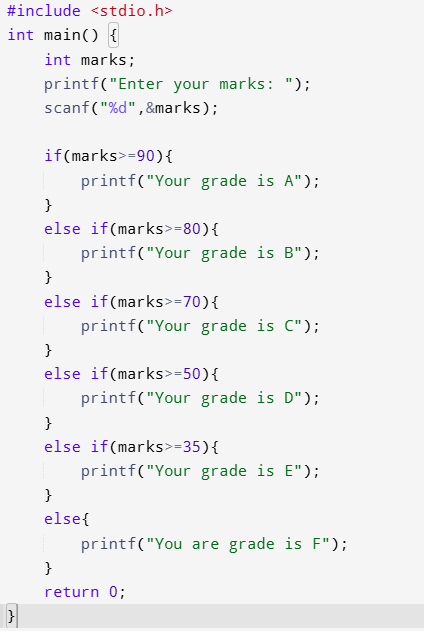 #include <stdio.h>
int main() {
    int marks;
    printf("Enter your marks: ");
    scanf("%d",&marks);

    if(marks>=90){
        printf("Your grade is A");
    }
    else if(marks>=80){
        printf("Your grade is B");
    }
    else if(marks>=70){
        printf("Your grade is C");
    }
    else if(marks>=50){
        printf("Your grade is D");
    }
    else if(marks>=35){
        printf("Your grade is E");
    }
    else{
        printf("You are grade is F");
    }
    return 0;
}